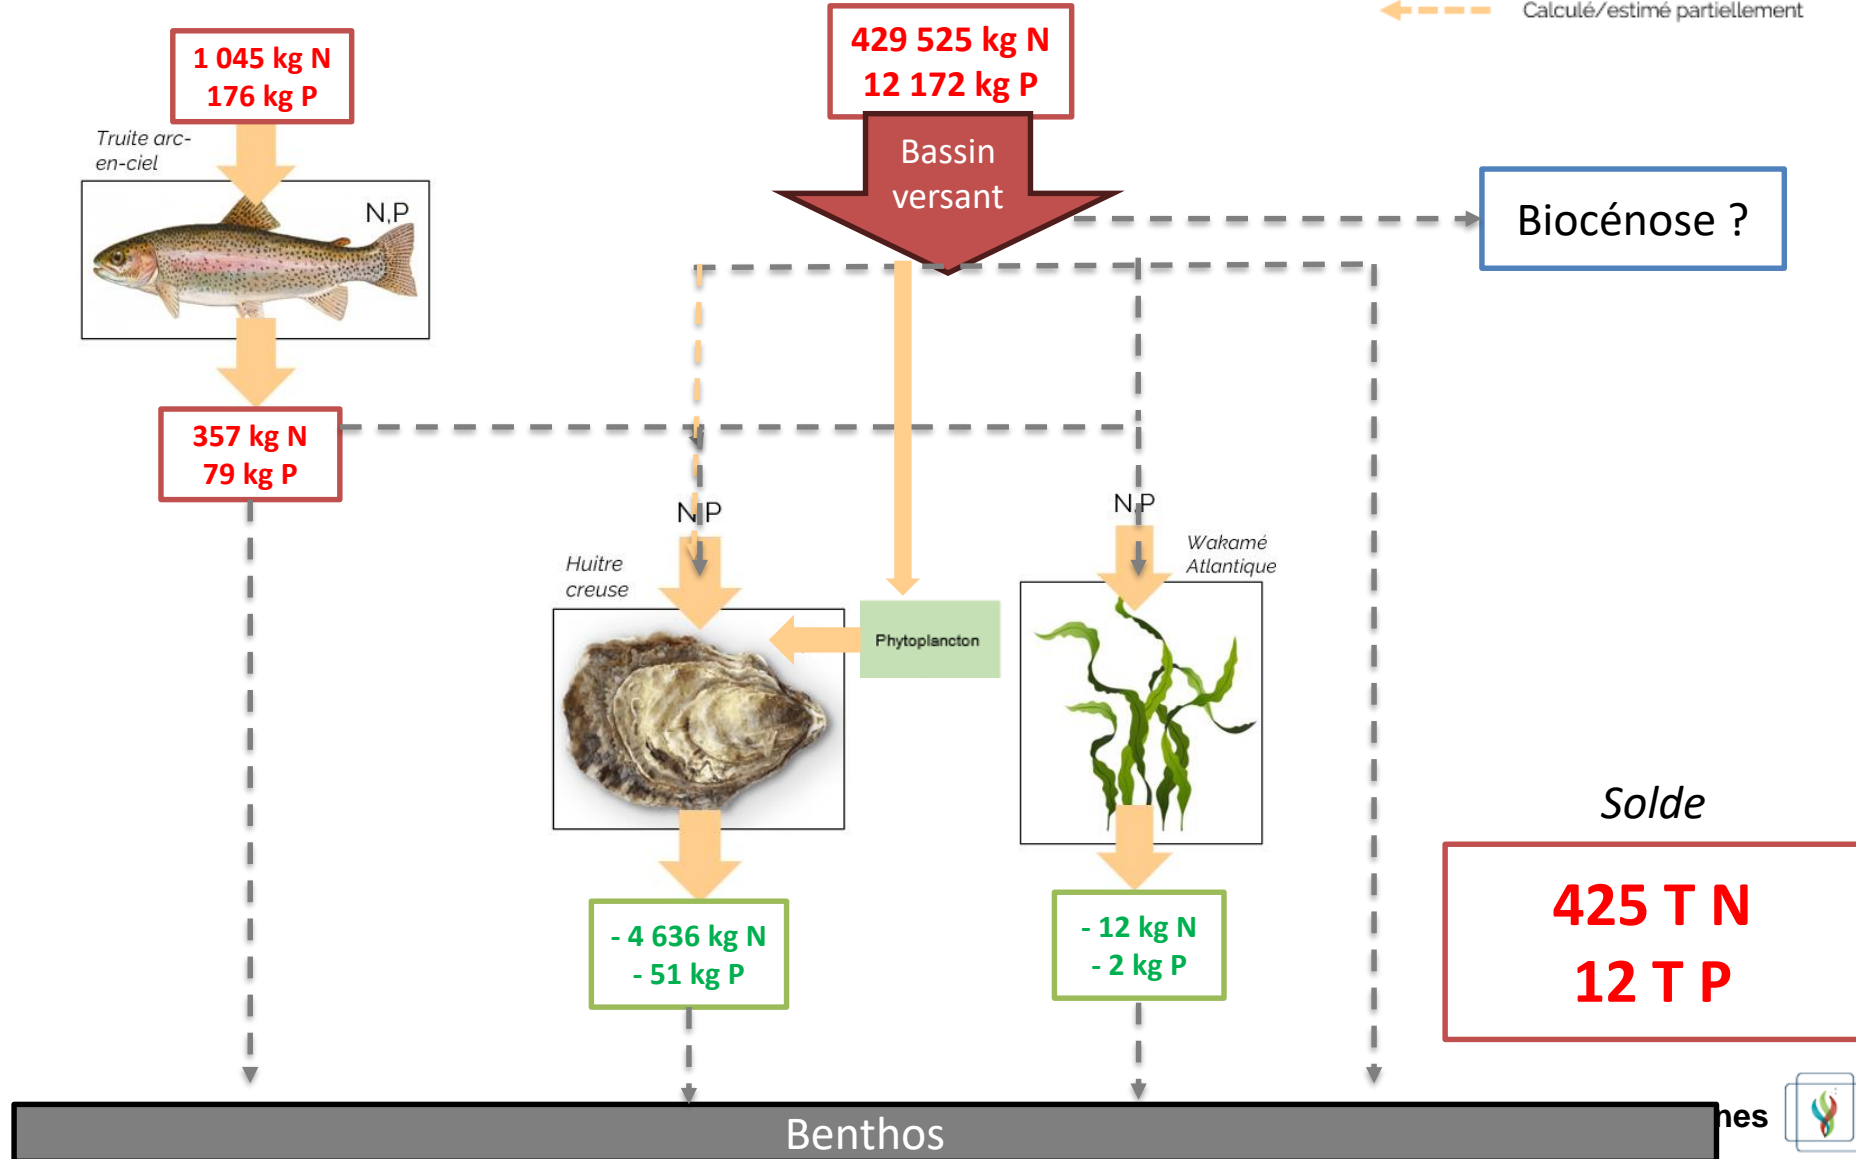 Calculé/estimé partiellement
1 045 kg N
176 kg P
429 525 kg N
12 172 kg P
Truite arc-
en-ciel
N,P
Bassin
versant
Biocénose ?
357 kg N
79 kg P
N,P
N,P
Huitre
creuse
Wakamé
Atlantique
Phytoplancton
Solde
425 T N
12 T P
- 4 636 kg N
- 51 kg P
- 12 kg N
- 2 kg P
nes
Benthos